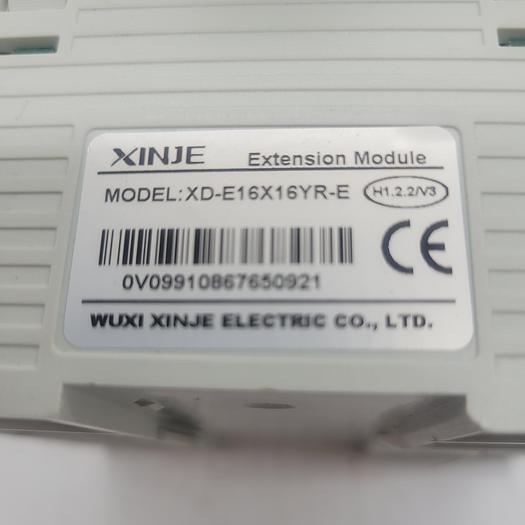 XINJE Extension Module
MODEL:XD-E16X16YR-E H1.2.2/V3
CE
0V09910867650921
WUXI XINJE ELECTRIC CO., LTD.